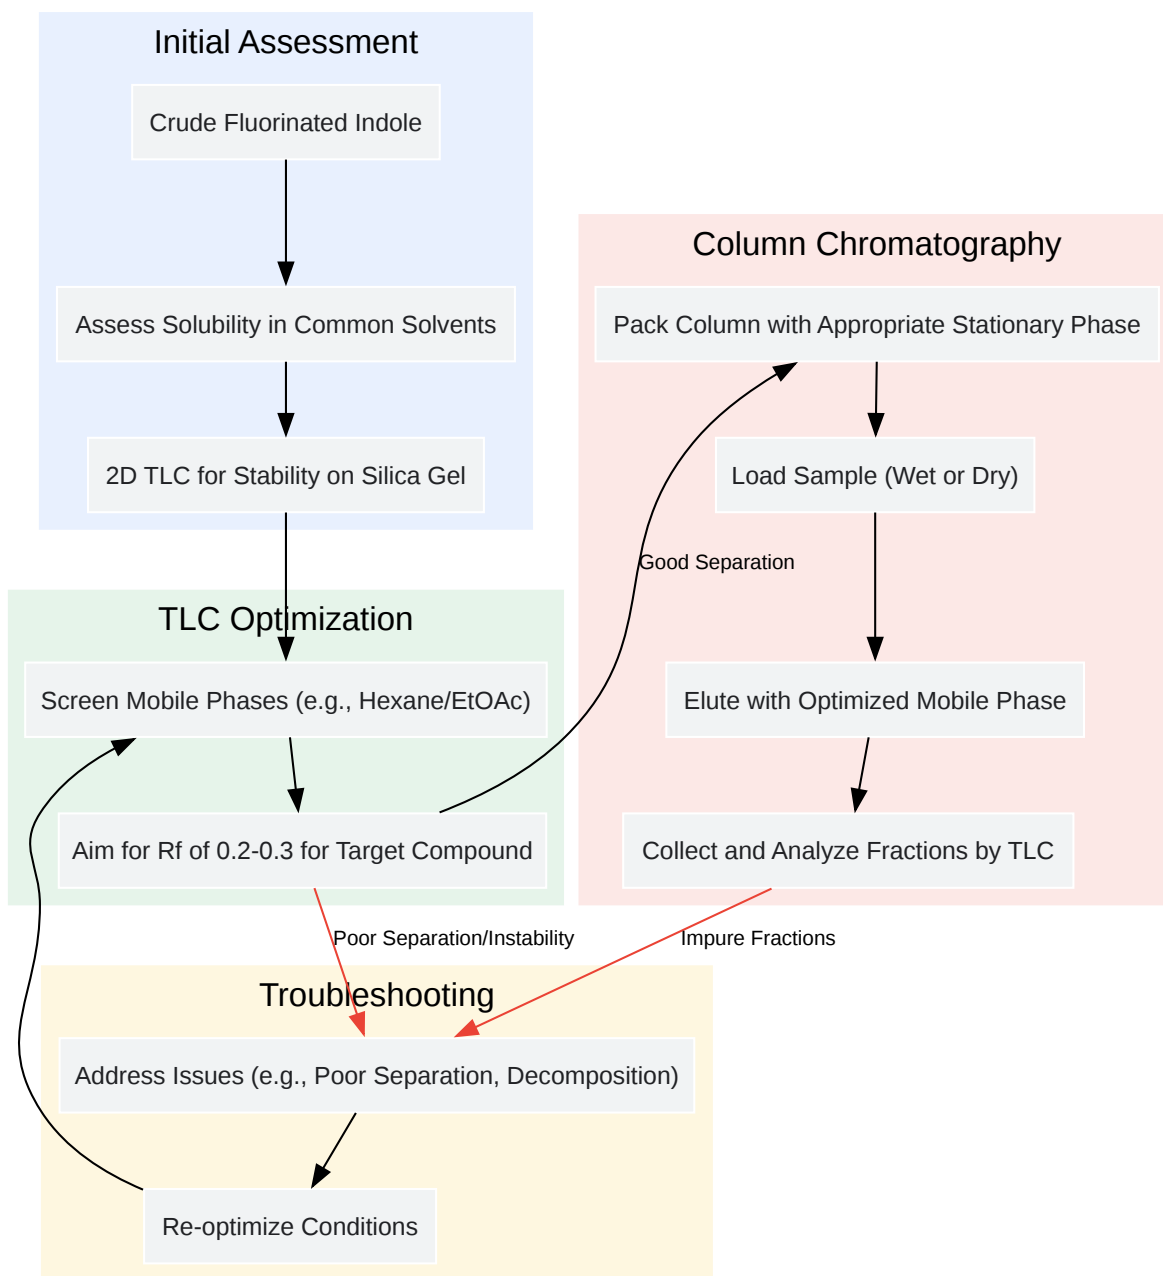 Initial Assessment
Crude Fluorinated Indole
Assess Solubility in Common Solvents
2D TLC for Stability on Silica Gel
TLC Optimization
Screen Mobile Phases (e.g., Hexane/EtOAc)
Aim for Rf of 0.2-0.3 for Target Compound
Good Separation
Column Chromatography
Pack Column with Appropriate Stationary Phase
Load Sample (Wet or Dry)
Elute with Optimized Mobile Phase
Collect and Analyze Fractions by TLC
Poor Separation/Instability
Impure Fractions
Troubleshooting
Address Issues (e.g., Poor Separation, Decomposition)
Re-optimize Conditions